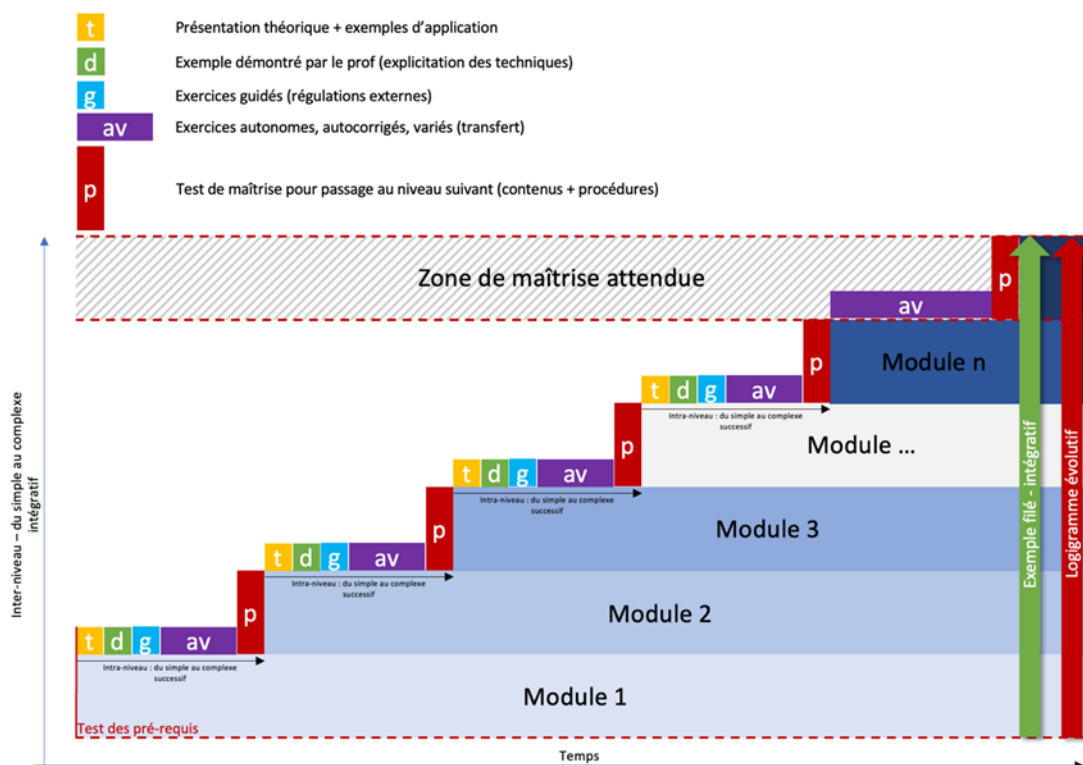 t Présentation théorique + exemples d'application
d Exemple démontré par le prof (explicitation des techniques)
g Exercices guidés (régulations externes)
av Exercices autonomes, autocorrigés, variés (transfert)
p Test de maîtrise pour passage au niveau suivant (contenus + procédures)
Zone de maîtrise attendue
p
av
p
Module n
t d g av
Intra-niveau : du simple au complexe
successif
p
Module ...
t d g av
Intra-niveau : du simple au complexe
successif
p
Module 3
t d g av
Intra-niveau : du simple au complexe
successif
p
Module 2
t d g av
Intra-niveau : du simple au complexe
successif
Module 1
Test des pré-requis
Temps
Inter-niveau – du simple au complexe
intégratif
Exemple filé - intégratif
Logigramme évolutif